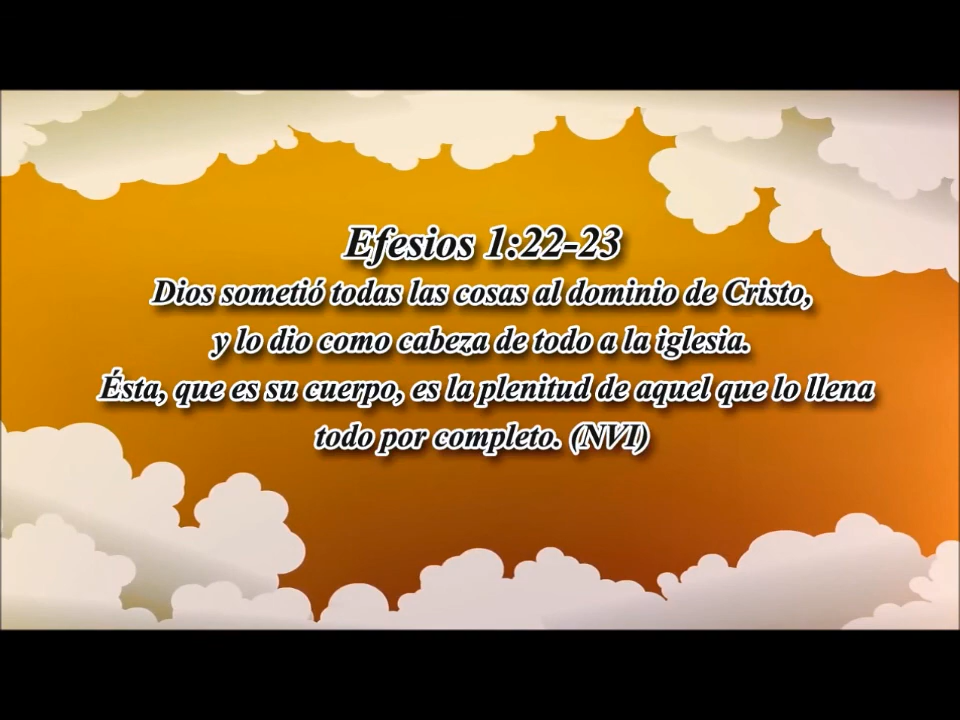 Efesios 1:22-23
Dios sometió todas las cosas al dominio de Cristo,
y lo dio como cabeza de todo a la iglesia.
Ésta, que es su cuerpo, es la plenitud de aquel que lo llena
todo por completo. (NVI)